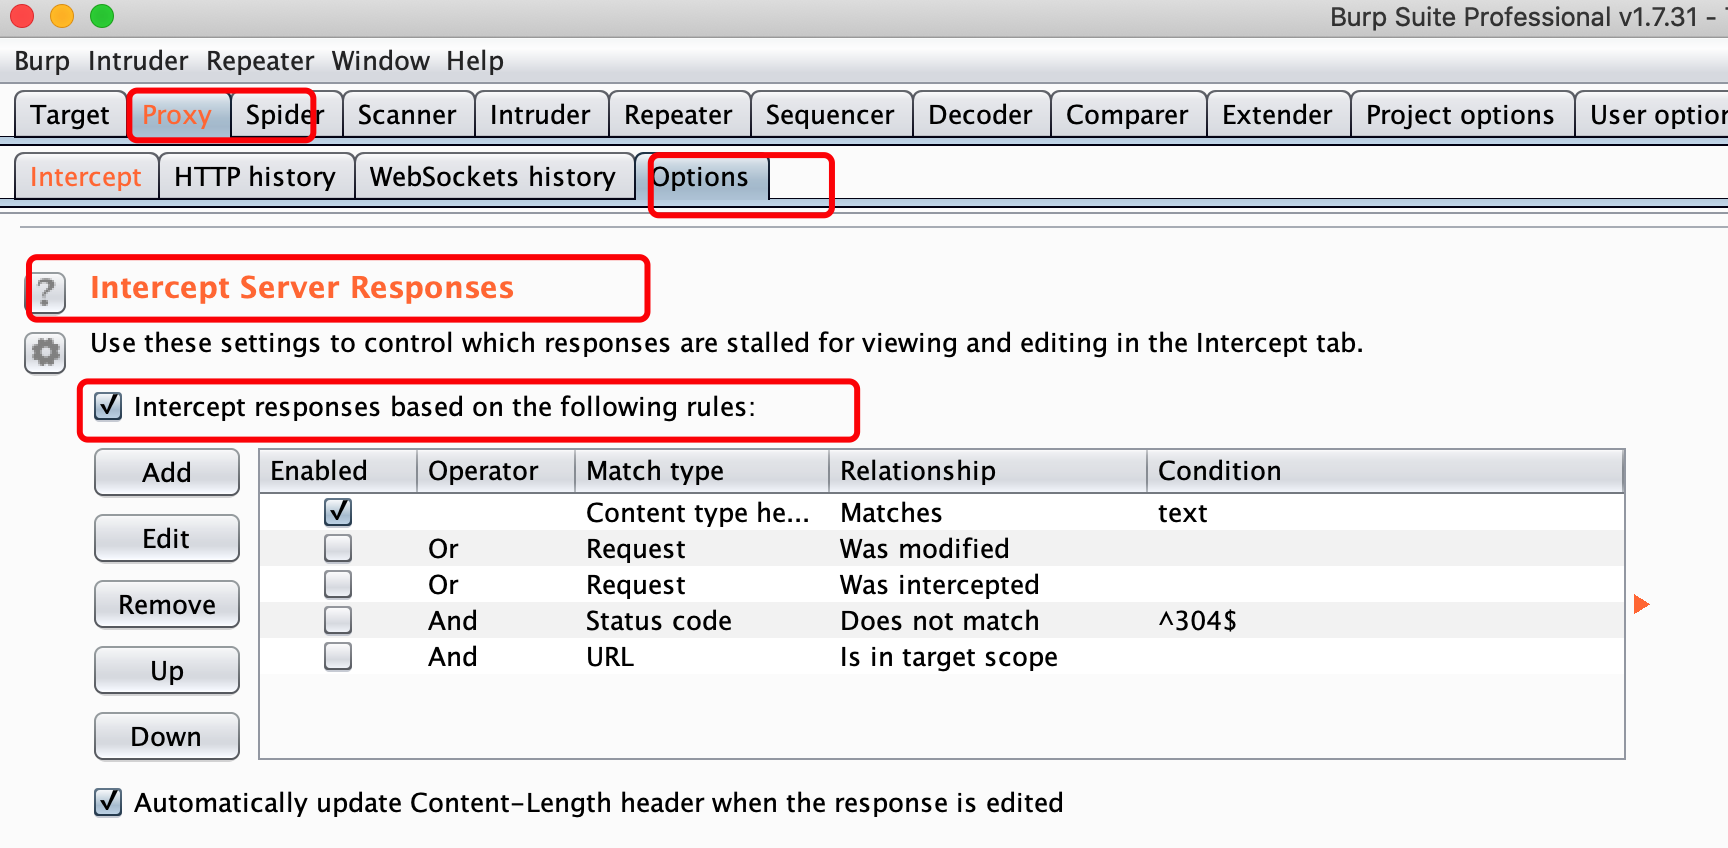 Burp Suite Professional v1.7.31 -
Burp Intruder Repeater Window Help
Target Proxy Spider Scanner Intruder Repeater Sequencer Decoder Comparer Extender Project options User option
Intercept HTTP history WebSockets history Options
? Intercept Server Responses
Use these settings to control which responses are stalled for viewing and editing in the Intercept tab.
Intercept responses based on the following rules:
Add
Edit
Remove
Up
Down
Enabled Operator Match type Relationship Condition
Content type he... Matches text
Or Request Was modified
Or Request Was intercepted
And Status code Does not match ^304$
And URL Is in target scope
Automatically update Content-Length header when the response is edited